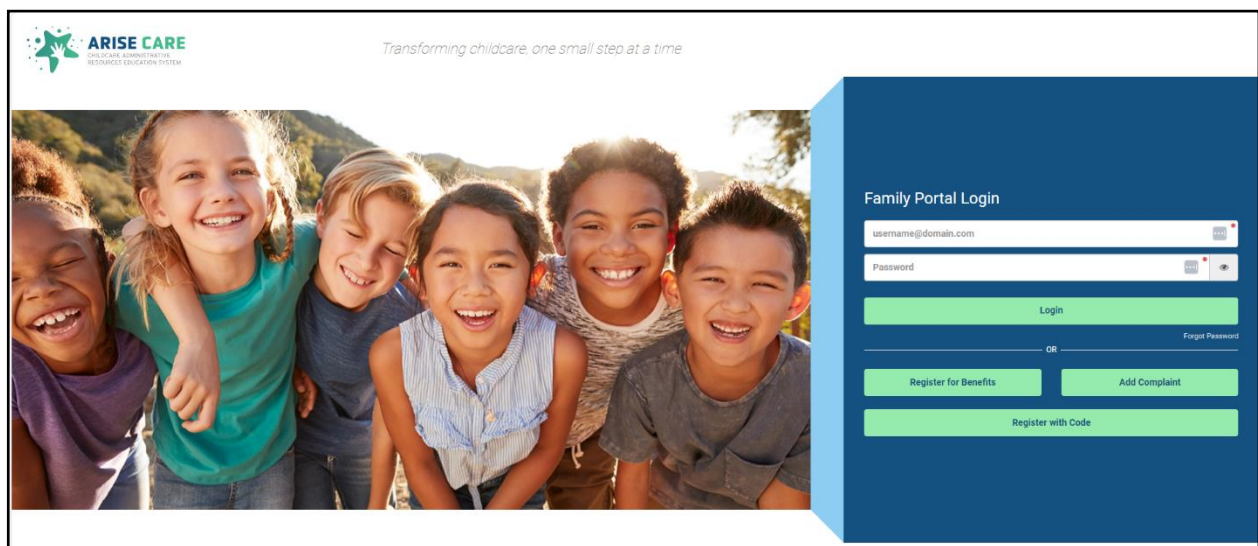 ARISE CARE
CHILDCARE ADMINISTRATIVE
RESOURCES EDUCATION SYSTEM
Transforming childcare, one small step at a time
Family Portal Login
username@domain.com
Password
Login
Forgot Password
OR
Register for Benefits
Add Complaint
Register with Code